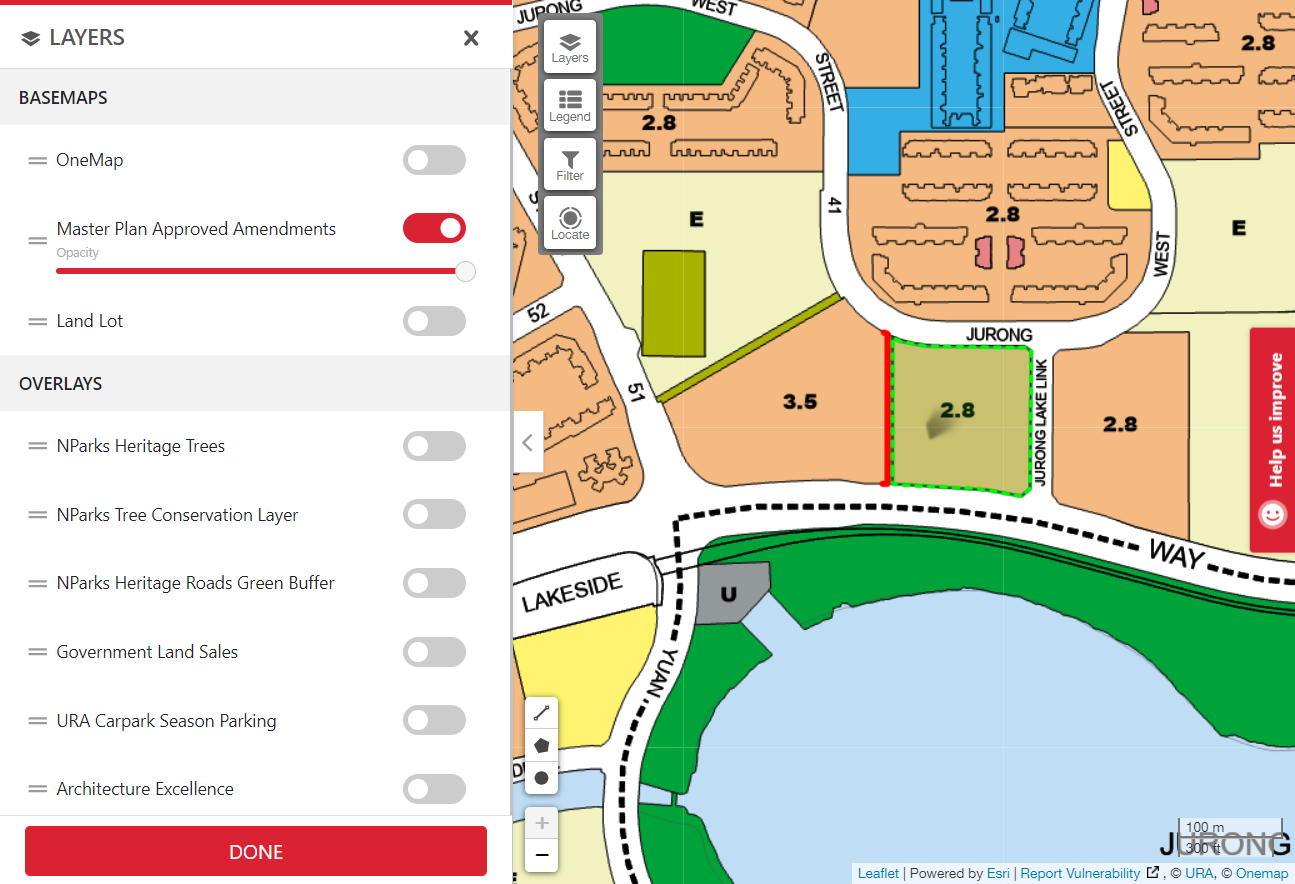 LAYERS
BASEMAPS
OneMap
Master Plan Approved Amendments
Opacity
Land Lot
OVERLAYS
NParks Heritage Trees
NParks Tree Conservation Layer
NParks Heritage Roads Green Buffer
Government Land Sales
URA Carpark Season Parking
Architecture Excellence
DONE
Layers
Legend
Filter
Locate
JURONG
WEST
STREET
41
2.8
2.8
2.8
STREET
WEST
JURONG
E
E
52
51
3.5
2.8
JURONG LAKE LINK
2.8
WAY
LAKESIDE
U
YUAN
JURONG
100 m
300 ft
Help us improve
Leaflet | Powered by Esri | Report Vulnerability , © URA, © Onemap